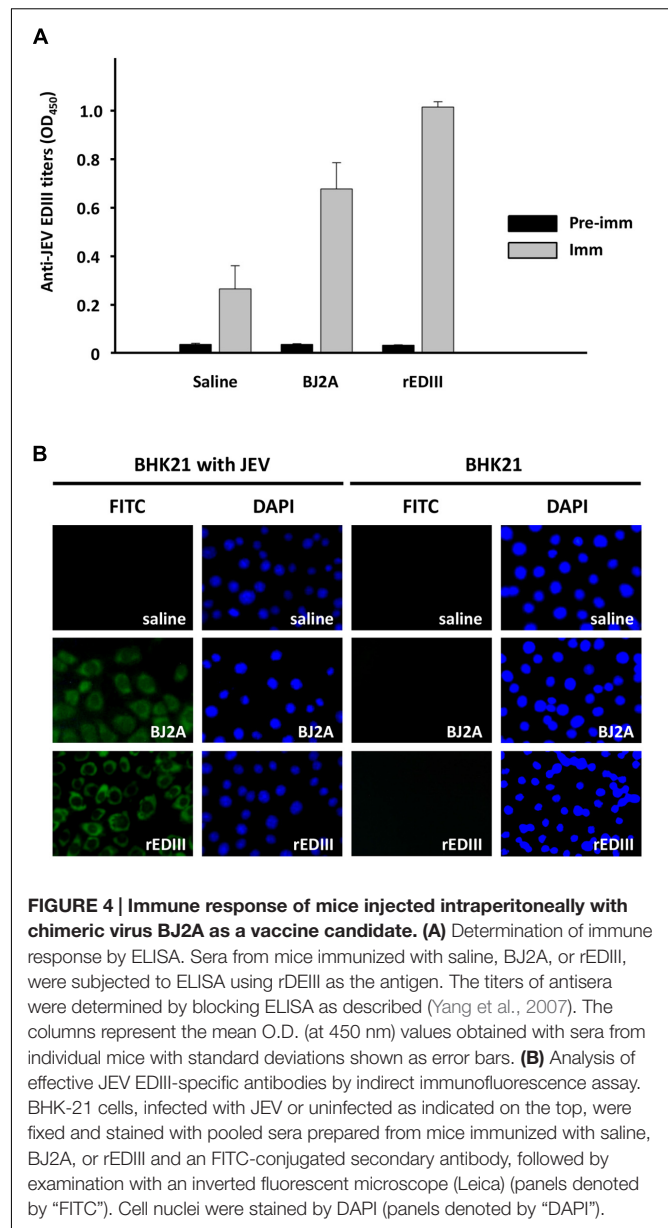 A
Anti-JEV EDIII titers (OD450)
1.0
0.8
0.6
0.4
0.2
0
Pre-imm
Imm
Saline BJ2A rEDIII
B
BHK21 with JEV BHK21
FITC DAPI FITC DAPI
saline saline saline saline
BJ2A BJ2A BJ2A BJ2A
rEDIII rEDIII rEDIII rEDIII
FIGURE 4 | Immune response of mice injected intraperitoneally with
chimeric virus BJ2A as a vaccine candidate. (A) Determination of immune
response by ELISA. Sera from mice immunized with saline, BJ2A, or rEDIII,
were subjected to ELISA using rDEIII as the antigen. The titers of antisera
were determined by blocking ELISA as described (Yang et al., 2007). The
columns represent the mean O.D. (at 450 nm) values obtained with sera from
individual mice with standard deviations shown as error bars. (B) Analysis of
effective JEV EDIII-specific antibodies by indirect immunofluorescence assay.
BHK-21 cells, infected with JEV or uninfected as indicated on the top, were
fixed and stained with pooled sera prepared from mice immunized with saline,
BJ2A, or rEDIII and an FITC-conjugated secondary antibody, followed by
examination with an inverted fluorescent microscope (Leica) (panels denoted
by “FITC”). Cell nuclei were stained by DAPI (panels denoted by “DAPI”).